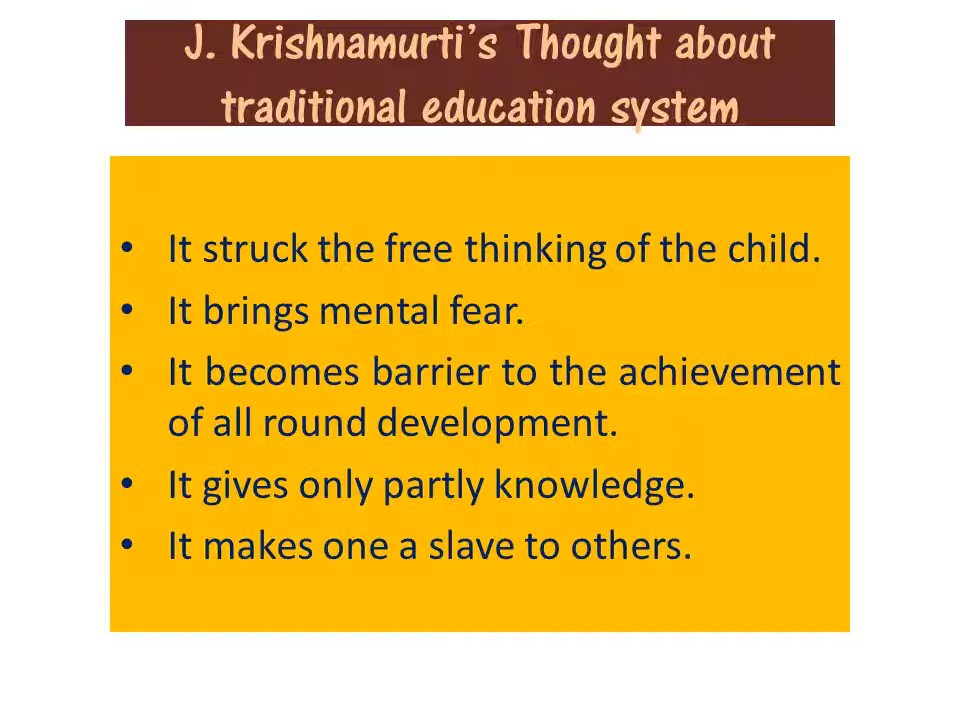 J. Krishnamurti's Thought about
traditional education system
• It struck the free thinking of the child.
• It brings mental fear.
• It becomes barrier to the achievement
of all round development.
• It gives only partly knowledge.
• It makes one a slave to others.